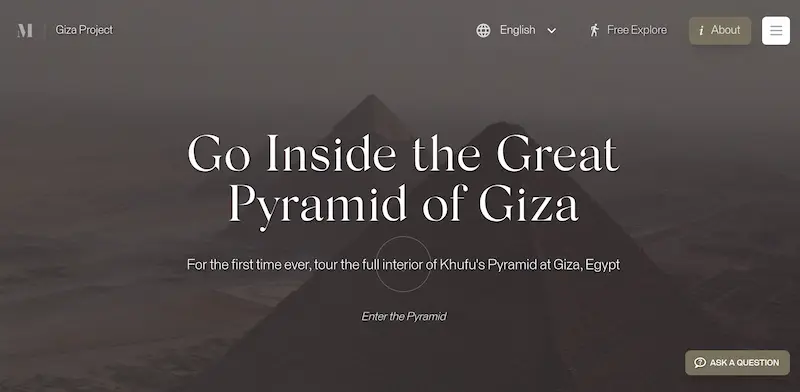 M
Giza Project
English
Free Explore
i About
Go Inside the Great
Pyramid of Giza
For the first time ever, tour the full interior of Khufu's Pyramid at Giza, Egypt
Enter the Pyramid
ASK A QUESTION